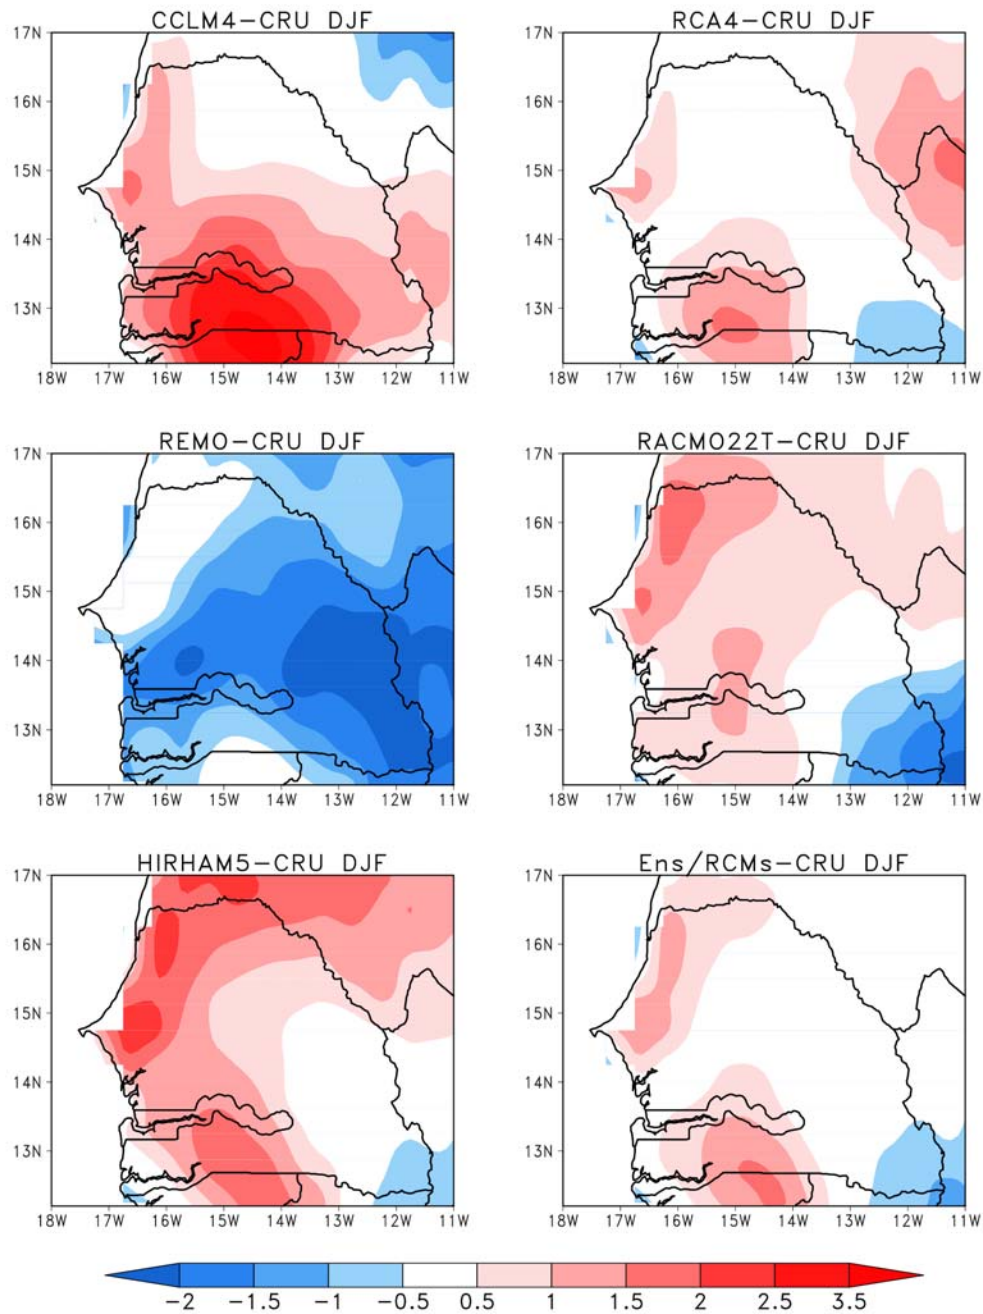 CCLM4-CRU DJF
RCA4-CRU DJF
17N
16N
15N
14N
13N
18W 17W 16W 15W 14W 13W 12W 11W
17N
16N
15N
14N
13N
18W 17W 16W 15W 14W 13W 12W 11W
REMO-CRU DJF
RACMO22T-CRU DJF
17N
16N
15N
14N
13N
18W 17W 16W 15W 14W 13W 12W 11W
17N
16N
15N
14N
13N
18W 17W 16W 15W 14W 13W 12W 11W
HIRHAM5-CRU DJF
Ens/RCMs-CRU DJF
17N
16N
15N
14N
13N
18W 17W 16W 15W 14W 13W 12W 11W
17N
16N
15N
14N
13N
18W 17W 16W 15W 14W 13W 12W 11W
-2 -1.5 -1 -0.5 0.5 1 1.5 2 2.5 3.5